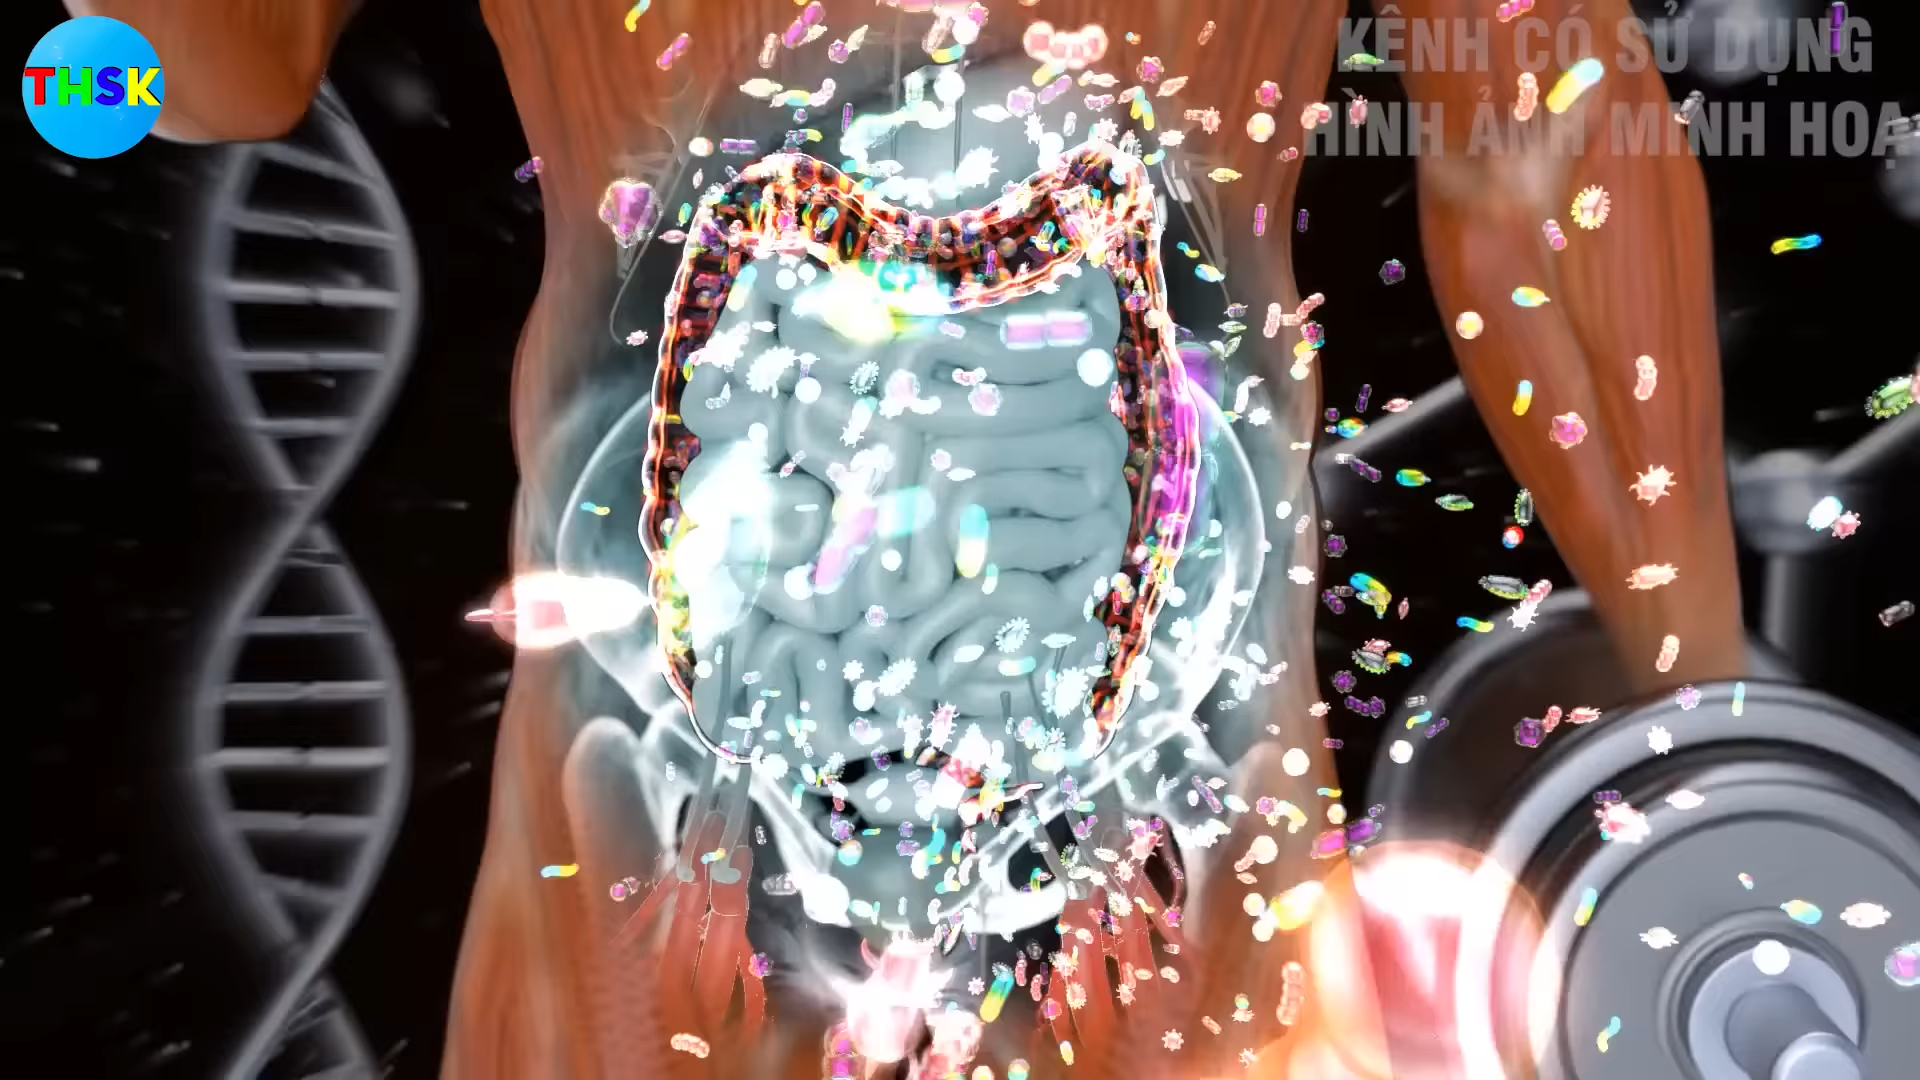 THSK
KÊNH CÓ SỬ DỤNG
HÌNH ẢNH MINH HOẠ